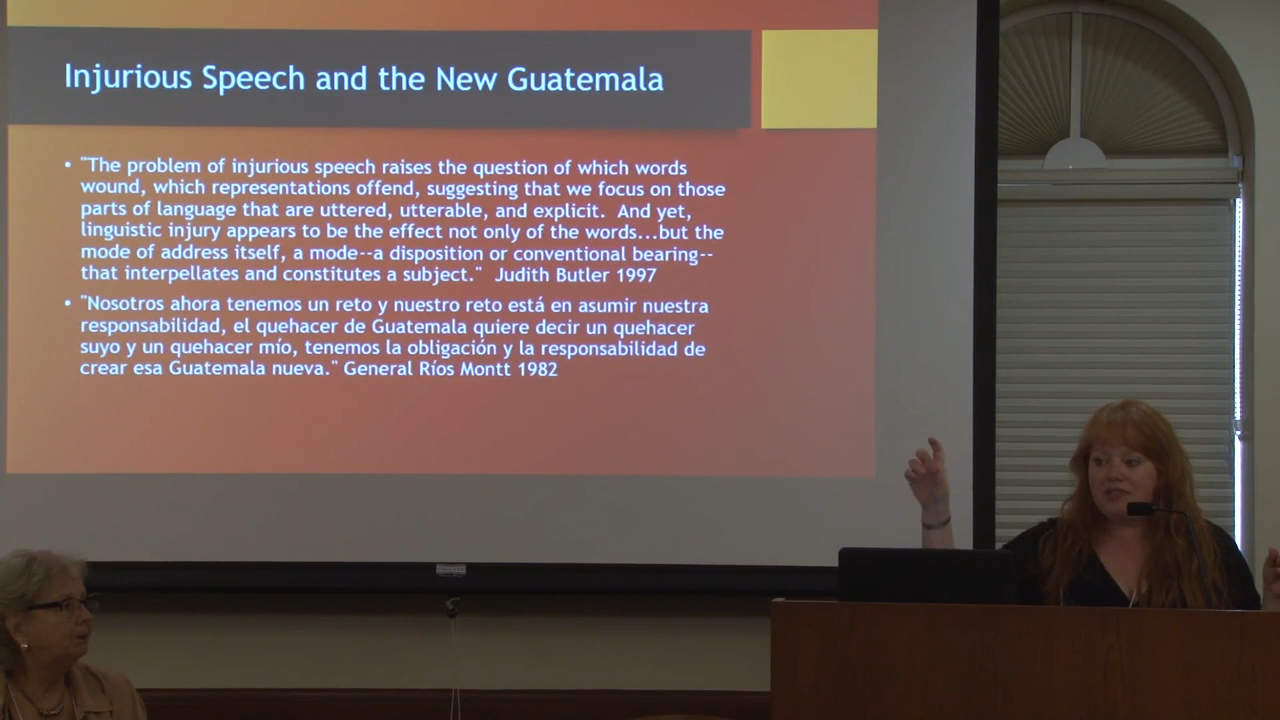 Injurious Speech and the New Guatemala
• "The problem of injurious speech raises the question of which words
wound, which representations offend, suggesting that we focus on those
parts of language that are uttered, utterable, and explicit.  And yet,
linguistic injury appears to be the effect not only of the words...but the
mode of address itself, a mode--a disposition or conventional bearing--
that interpellates and constitutes a subject."  Judith Butler 1997
• "Nosotros ahora tenemos un reto y nuestro reto está en asumir nuestra
responsabilidad, el quehacer de Guatemala quiere decir un quehacer
suyo y un quehacer mío, tenemos la obligación y la responsabilidad de
crear esa Guatemala nueva." General Ríos Montt 1982